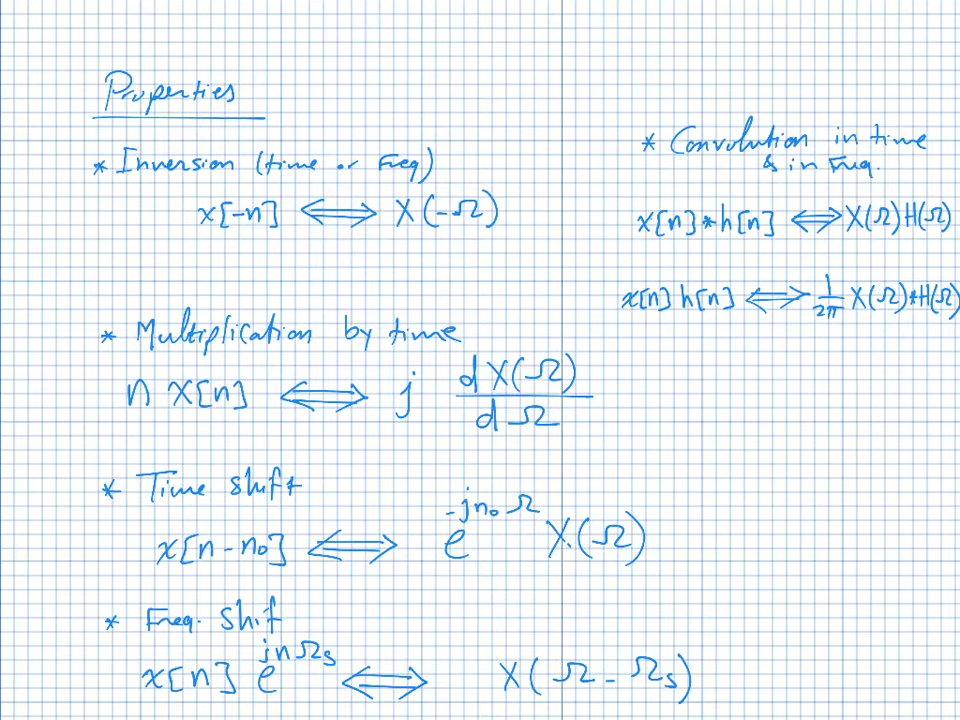 Properties
* Inversion (time or Freq)
x[-n] ⟺ X(-Ω)
* Multiplication by time
n x[n] ⟺ j dX(Ω)/dΩ
* Time shift
x[n-n₀] ⟺ e^{-jn₀Ω} X(Ω)
* Freq. shif
x[n] e^{jnΩs} ⟺ X(Ω-Ωs)
* Convolution in time
& in Freq.
x[n]*h[n] ⟺ X(Ω)H(Ω)
x[n]h[n] ⟺ 1/2π X(Ω)*H(Ω)